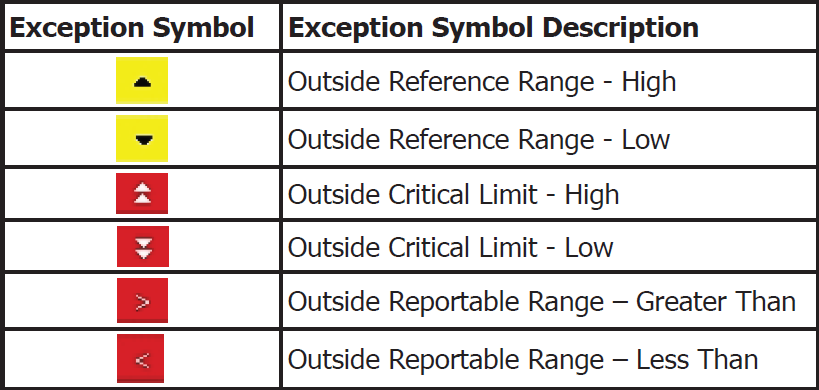 Exception Symbol Exception Symbol Description
Outside Reference Range - High
Outside Reference Range - Low
Outside Critical Limit - High
Outside Critical Limit - Low
> Outside Reportable Range – Greater Than
< Outside Reportable Range – Less Than